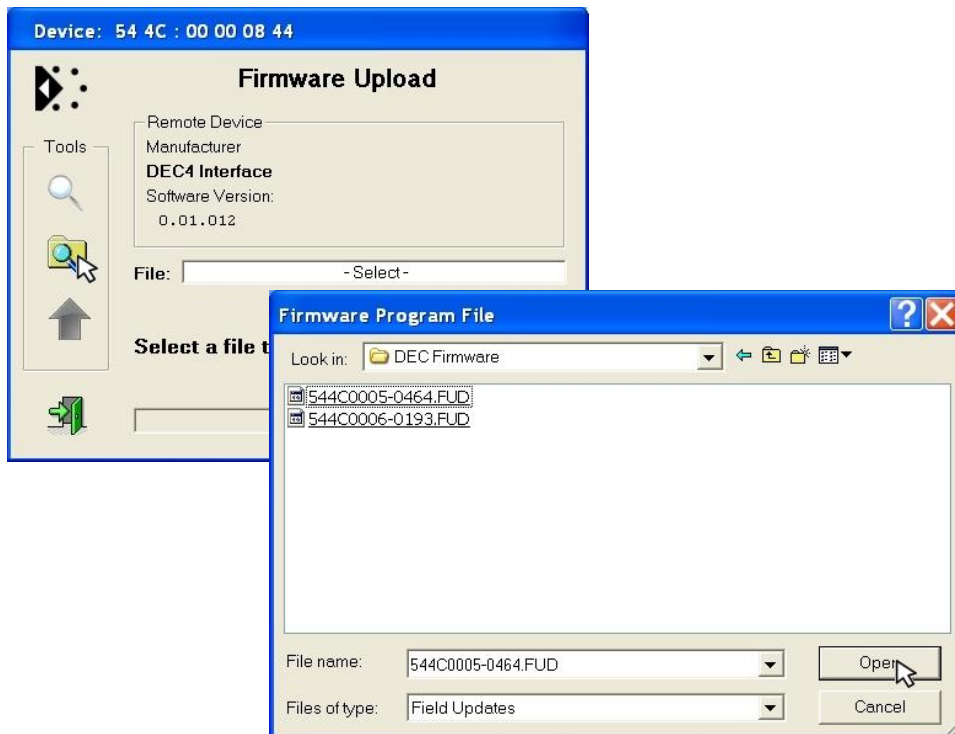 Device: 54 4C : 00 00 08 44
Firmware Upload
Tools
Remote Device
Manufacturer
DEC4 Interface
Software Version:
0.01.012
File: - Select -
Select a file t
Firmware Program File
Look in: DEC Firmware
544C0005-0464.FUD
544C0006-0193.FUD
File name: 544C0005-0464.FUD
Open
Files of type: Field Updates
Cancel